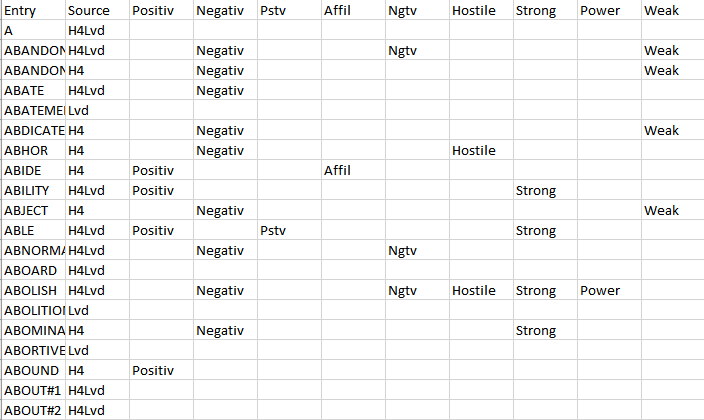 Entry Source Positiv Negativ Pstv Affil Ngtv Hostile Strong Power Weak
A H4Lvd
ABANDON H4Lvd Negativ Ngtv Weak
ABANDON H4 Negativ Weak
ABATE H4Lvd Negativ
ABATEME Lvd
ABDICATE H4 Negativ Weak
ABHOR H4 Negativ Hostile
ABIDE H4 Positiv Affil
ABILITY H4Lvd Positiv Strong
ABJECT H4 Negativ Weak
ABLE H4Lvd Positiv Pstv Strong
ABNORMA H4Lvd Negativ Ngtv
ABOARD H4Lvd
ABOLISH H4Lvd Negativ Ngtv Hostile Strong Power
ABOLITIO Lvd
ABOMINA H4 Negativ Strong
ABORTIVE Lvd
ABOUND H4 Positiv
ABOUT#1 H4Lvd
ABOUT#2 H4Lvd